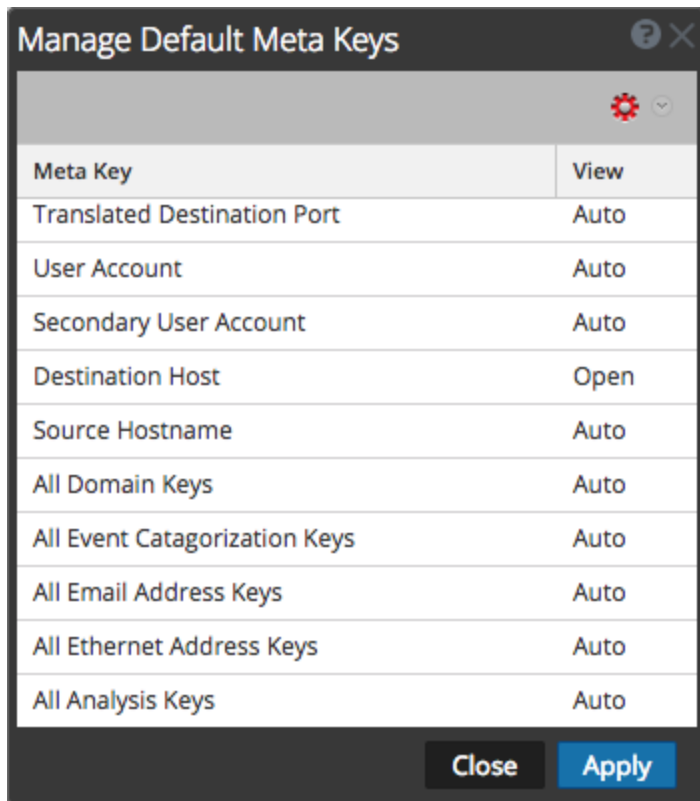 Manage Default Meta Keys
?
Meta Key View
Translated Destination Port Auto
User Account Auto
Secondary User Account Auto
Destination Host Open
Source Hostname Auto
All Domain Keys Auto
All Event Catagorization Keys Auto
All Email Address Keys Auto
All Ethernet Address Keys Auto
All Analysis Keys Auto
Close Apply